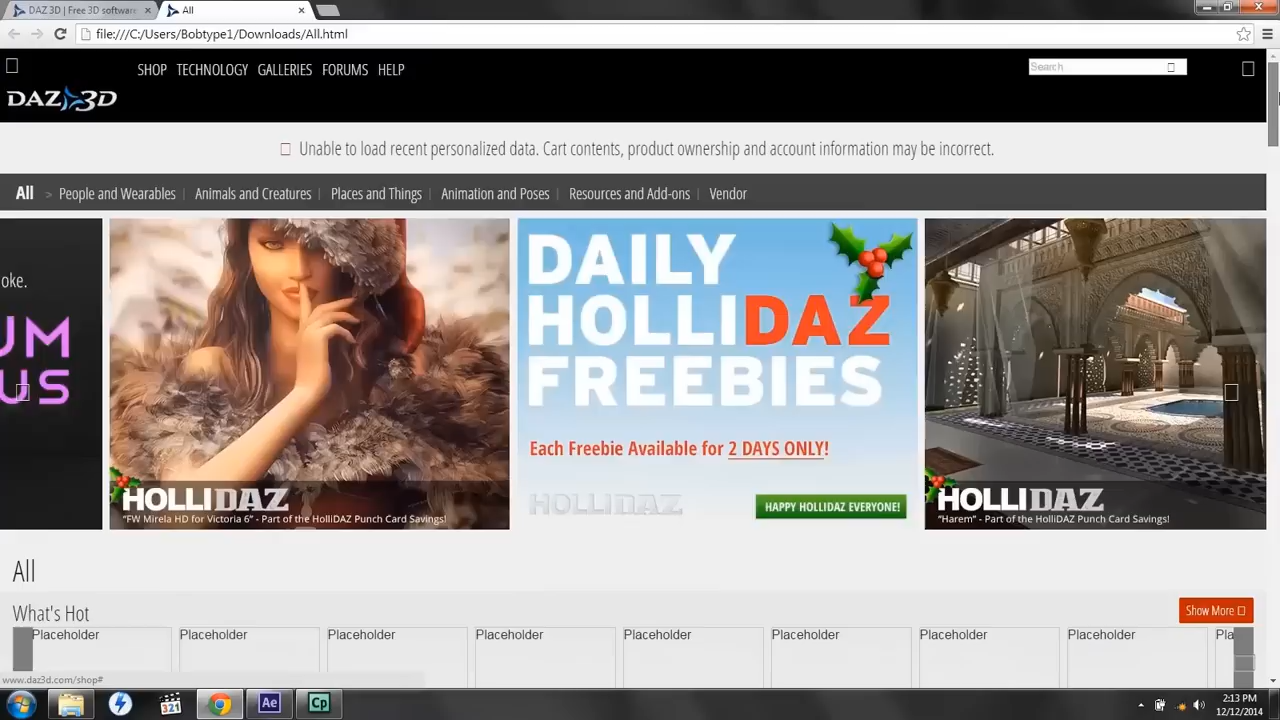 DAZ 3D | Free 3D software
All
file:///C:/Users/Bobtype1/Downloads/All.html
SHOP TECHNOLOGY GALLERIES FORUMS HELP
Search
DAZ 3D
Unable to load recent personalized data. Cart contents, product ownership and account information may be incorrect.
All > People and Wearables | Animals and Creatures | Places and Things | Animation and Poses | Resources and Add-ons | Vendor
oke.
UM
US
HOLLIDAZ
"FW Mirela HD for Victoria 6" - Part of the HolliDAZ Punch Card Savings!
DAILY
HOLLIDAZ
FREEBIES
Each Freebie Available for 2 DAYS ONLY!
HOLLIDAZ
HAPPY HOLLIDAZ EVERYONE!
HOLLIDAZ
"Harem" - Part of the HolliDAZ Punch Card Savings!
All
What's Hot
Show More
Placeholder Placeholder Placeholder Placeholder Placeholder Placeholder Placeholder Placeholder Pla
www.daz3d.com/shop#
321
Ae
Cp
2:13 PM
12/12/2014